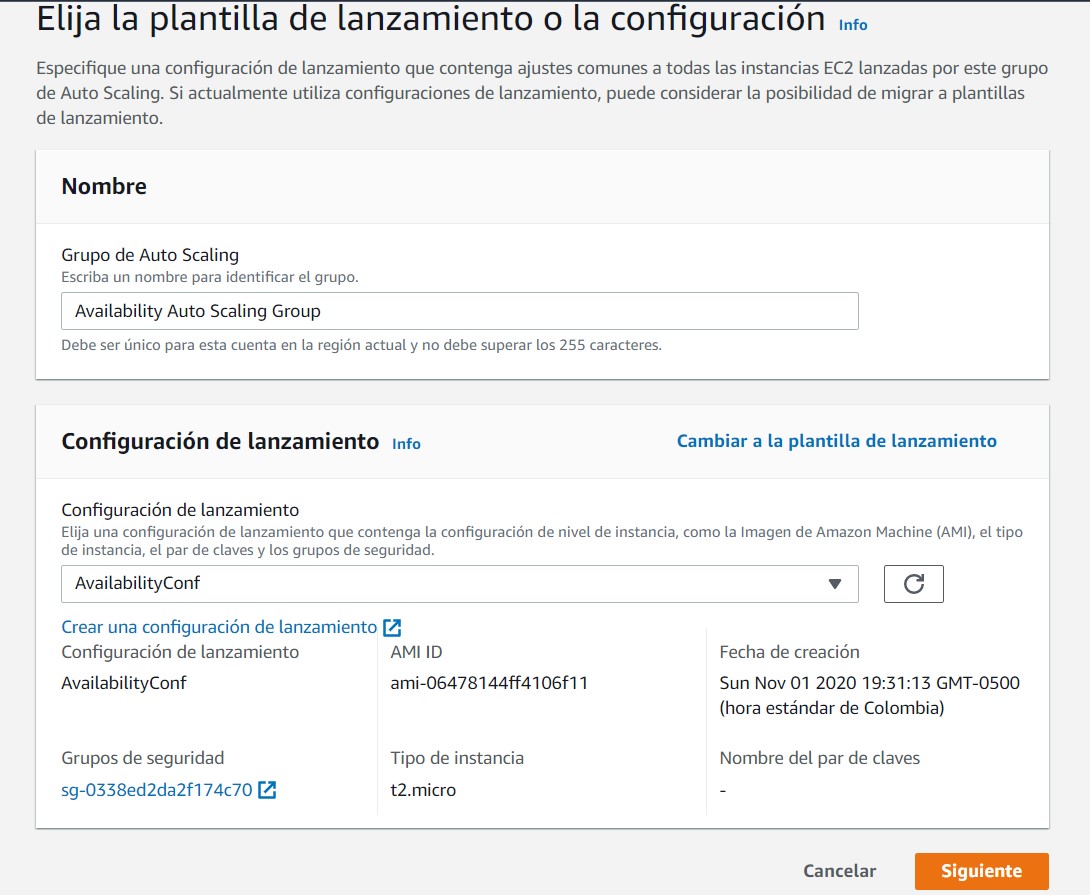 Elija la plantilla de lanzamiento o la configuración Info
Especifique una configuración de lanzamiento que contenga ajustes comunes a todas las instancias EC2 lanzadas por este grupo
de Auto Scaling. Si actualmente utiliza configuraciones de lanzamiento, puede considerar la posibilidad de migrar a plantillas
de lanzamiento.
Nombre
Grupo de Auto Scaling
Escriba un nombre para identificar el grupo.
Availability Auto Scaling Group
Debe ser único para esta cuenta en la región actual y no debe superar los 255 caracteres.
Configuración de lanzamiento Info
Cambiar a la plantilla de lanzamiento
Configuración de lanzamiento
Elija una configuración de lanzamiento que contenga la configuración de nivel de instancia, como la Imagen de Amazon Machine (AMI), el tipo
de instancia, el par de claves y los grupos de seguridad.
AvailabilityConf
Crear una configuración de lanzamiento
Configuración de lanzamiento
AvailabilityConf
AMI ID
ami-06478144ff4106f11
Fecha de creación
Sun Nov 01 2020 19:31:13 GMT-0500
(hora estándar de Colombia)
Grupos de seguridad
sg-0338ed2da2f174c70
Tipo de instancia
t2.micro
Nombre del par de claves
-
Cancelar
Siguiente